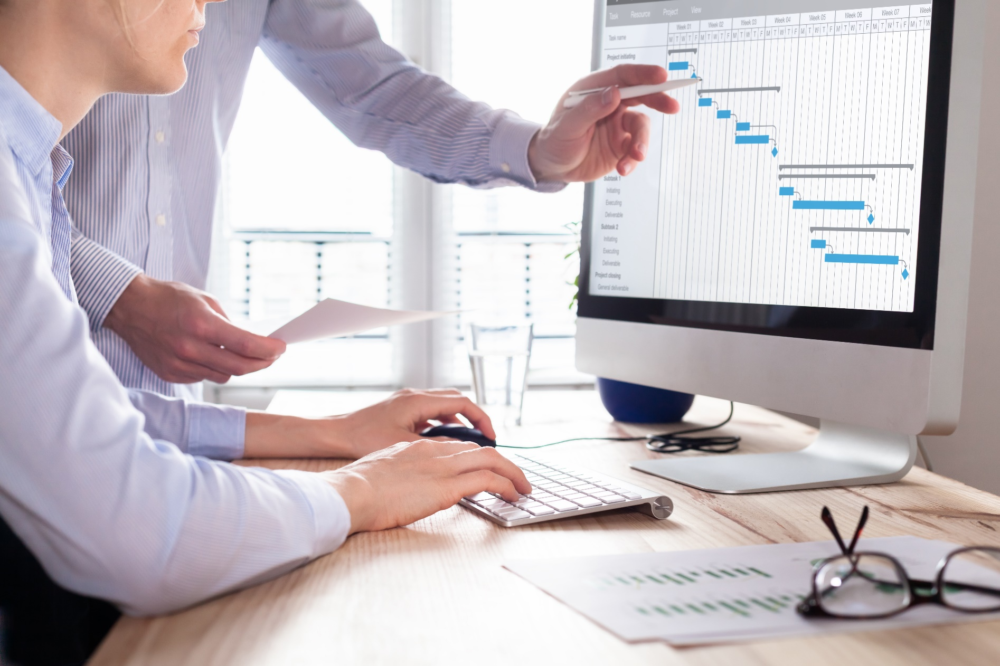 Task Resource Project View
Week 01 Week 02 Week 03 Week 04 Week 05 Week 06 Week 07 Week
Task name
M T W T F M T W T F M T W T F M T W T F M T W T F M T W T F M T W T F M T W
Project initiating
Subtask 1
Initiating
Executing
Deliverable
Subtask 2
Initiating
Executing
Deliverable
Project closing
General deliverable